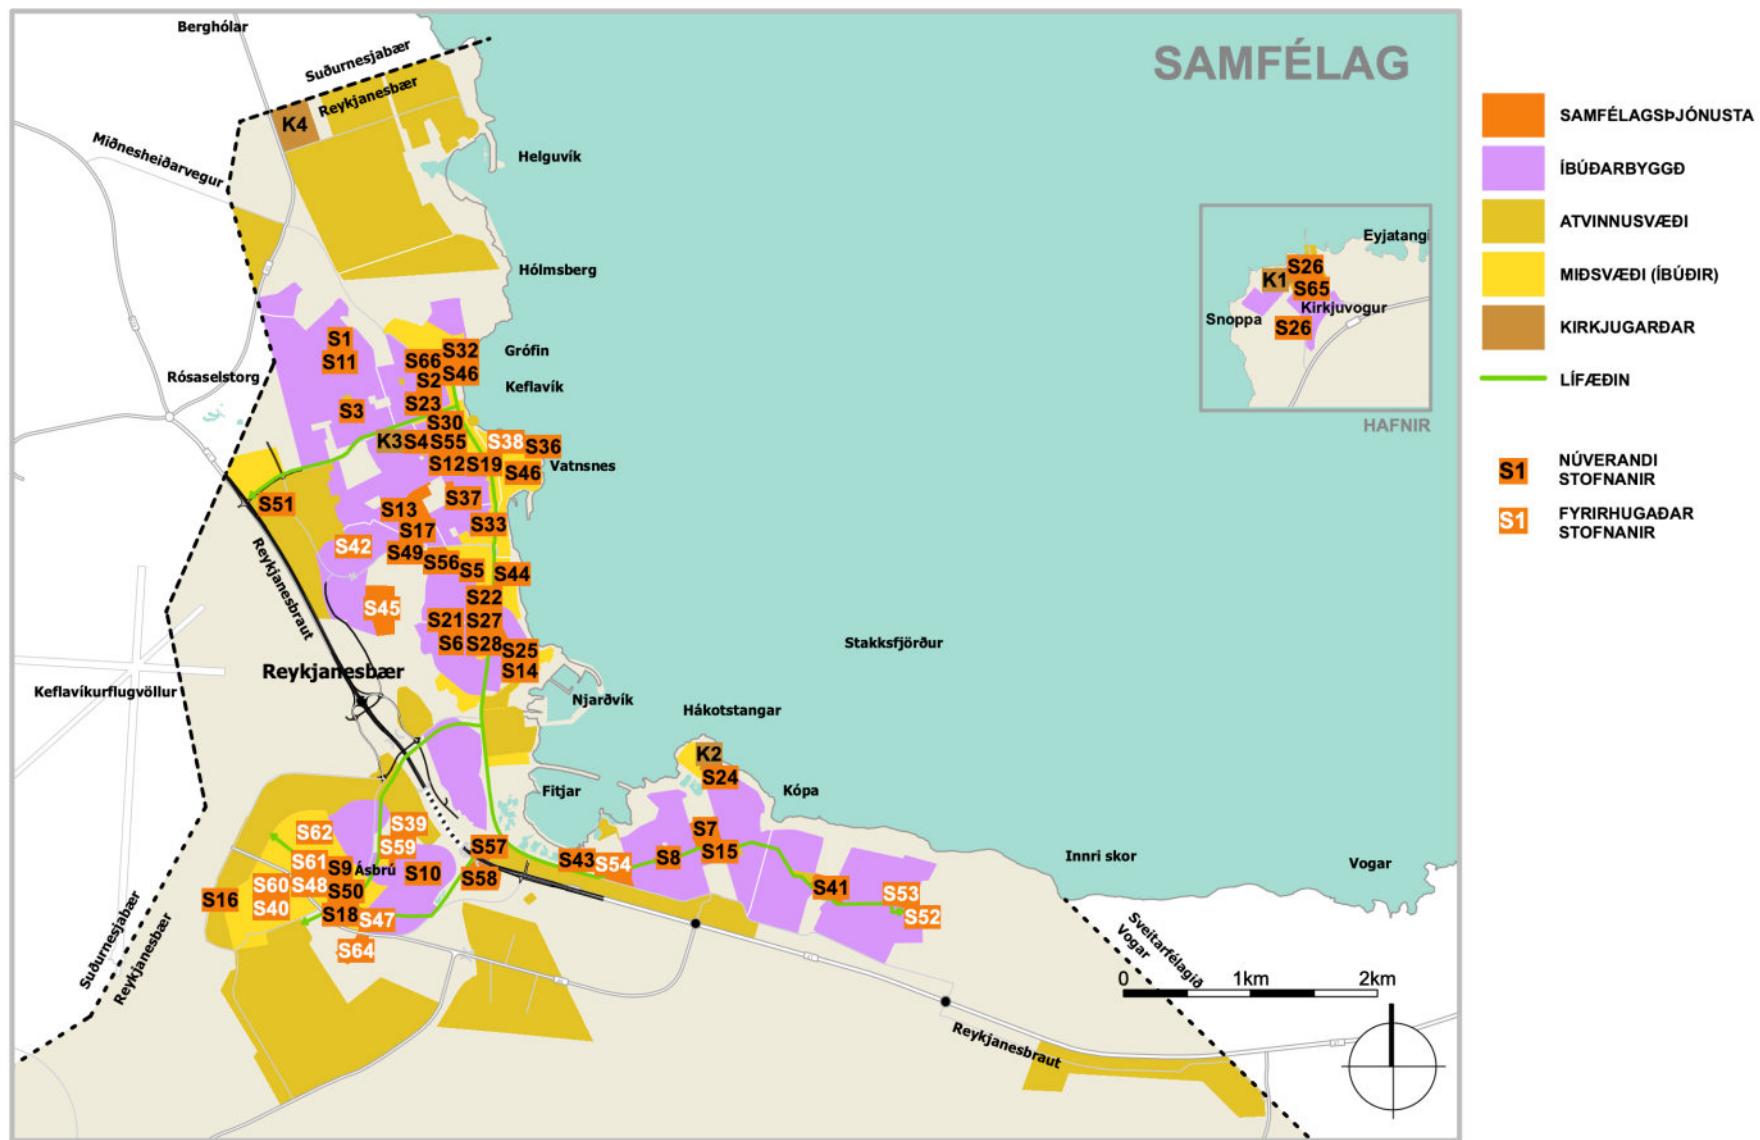 SAMFÉLAG
Berghólar
Suðurnesjabær
Reykjanesbær
K4
Miðnesheiðarvegur
Helguvík
Hólmsberg
Rósaselstorg
Grófin
Keflavík
Vatnsnes
S1
S11
S3
S32
S66
S46
S2
S23
S30
K3
S4
S55
S38
S36
S12
S19
S46
S51
S37
S13
S17
S33
S42
S49
S56
S5
S44
S45
S22
S21
S27
S6
S28
S25
S14
Reykjanesbraut
Reykjanesbær
Keflavíkurflugvöllur
Njarðvík
Stakksfjörður
Hákotstangar
K2
S24
Kópa
Fitjar
S62
S39
S59
S61
S9
Ásbrú
S10
S60
S48
S50
S16
S40
S18
S47
S64
S57
S58
S43
S54
S8
S7
S15
S41
S53
S52
Innri skor
Vogar
Suðurnesjabær
Reykjanesbær
Sveitarfélagið
Vogar
Reykjanesbraut
0
1km
2km
Eyjatangi
S26
K1
S65
Kirkjuvogur
Snoppa
S26
HAFNIR
SAMFÉLAGSÞJÓNUSTA
ÍBÚÐARBYGGÐ
ATVINNUSVÆÐI
MIÐSVÆÐI (ÍBÚÐIR)
KIRKJUGARÐAR
LÍFÆÐIN
S1
NÚVERANDI
STOFNANIR
S1
FYRIRHUGAÐAR
STOFNANIR